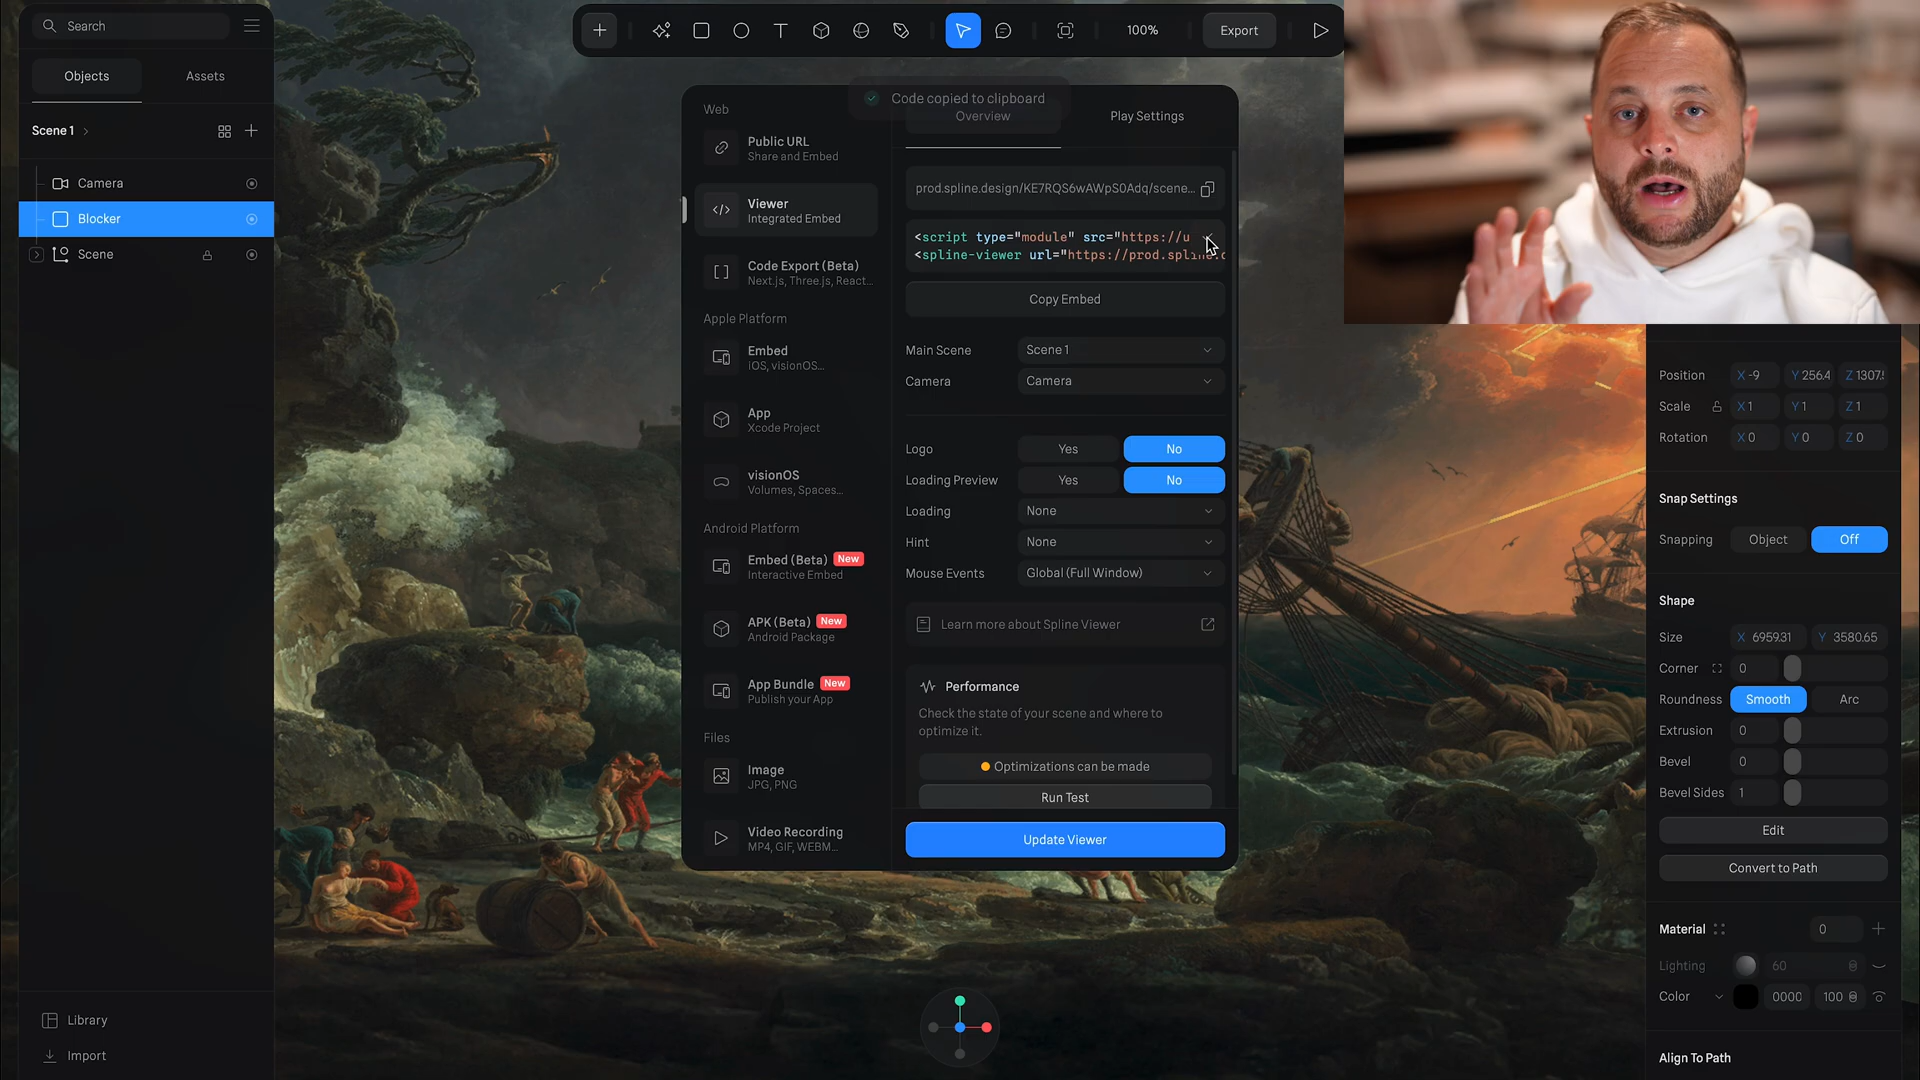 Search
Objects
Assets
Scene 1
Camera
Blocker
Scene
Library
Import
100%
Export
Code copied to clipboard
Web
Public URL
Share and Embed
Viewer
Integrated Embed
Code Export (Beta)
Next.js, Three.js, React...
Apple Platform
Embed
iOS, visionOS...
App
Xcode Project
visionOS
Volumes, Spaces...
Android Platform
Embed (Beta) New
Interactive Embed
APK (Beta) New
Android Package
App Bundle New
Publish your App
Files
Image
JPG, PNG
Video Recording
MP4, GIF, WEBM...
Overview
Play Settings
prod.spline.design/KE7RQS6wAWpS0Adq/scene...
<script type="module" src="https://u
<spline-viewer url="https://prod.spline.
Copy Embed
Main Scene Scene 1
Camera Camera
Logo Yes No
Loading Preview Yes No
Loading None
Hint None
Mouse Events Global (Full Window)
Learn more about Spline Viewer
Performance
Check the state of your scene and where to
optimize it.
Optimizations can be made
Run Test
Update Viewer
Position X -9 Y 256.4 Z 1307.
Scale X 1 Y 1 Z 1
Rotation X 0 Y 0 Z 0
Snap Settings
Snapping Object Off
Shape
Size X 6959.31 Y 3580.65
Corner 0
Roundness Smooth Arc
Extrusion 0
Bevel 0
Bevel Sides 1
Edit
Convert to Path
Material 0
Lighting 60
Color 0000 100
Align To Path